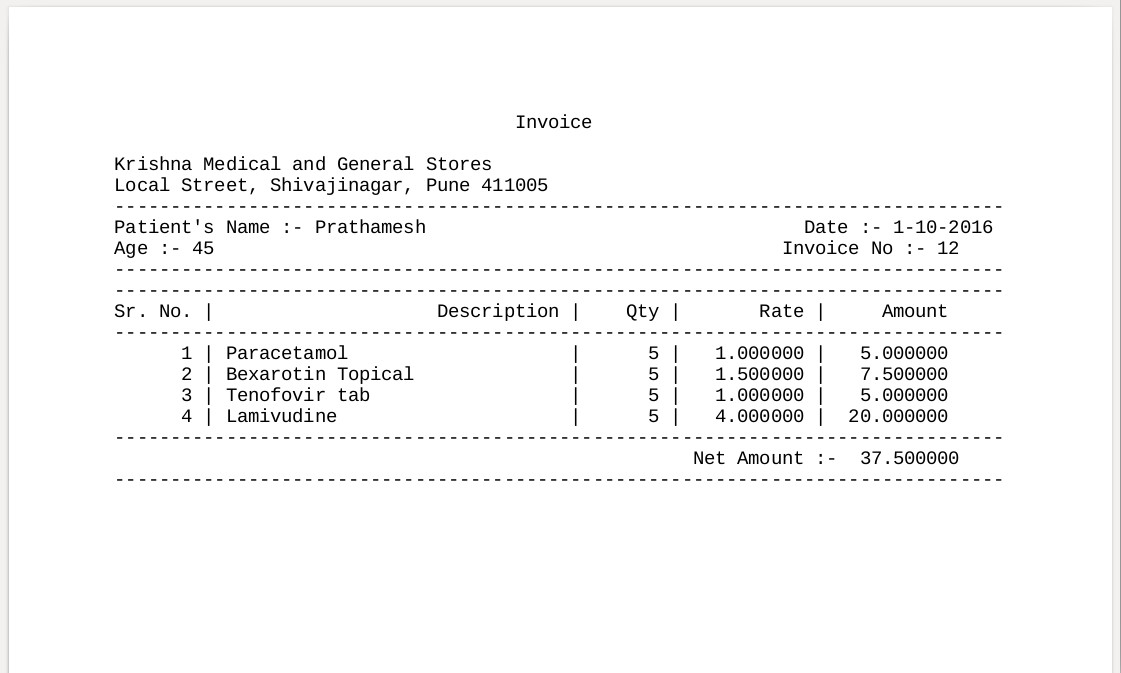 Invoice
Krishna Medical and General Stores
Local Street, Shivajinagar, Pune 411005
--------------------------------------------------------------------------------
Patient's Name :- Prathamesh                                  Date :- 1-10-2016
Age :- 45                                                   Invoice No :- 12
--------------------------------------------------------------------------------
--------------------------------------------------------------------------------
Sr. No. |                    Description |    Qty |       Rate |     Amount
--------------------------------------------------------------------------------
      1 | Paracetamol                    |      5 |   1.000000 |   5.000000
      2 | Bexarotin Topical              |      5 |   1.500000 |   7.500000
      3 | Tenofovir tab                  |      5 |   1.000000 |   5.000000
      4 | Lamivudine                     |      5 |   4.000000 |  20.000000
--------------------------------------------------------------------------------
                                                    Net Amount :-  37.500000
--------------------------------------------------------------------------------